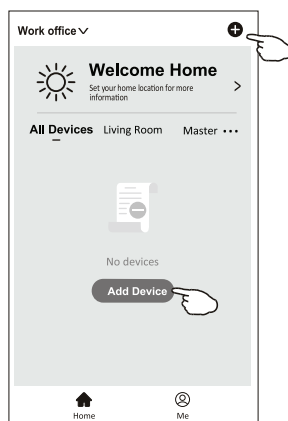 Work office
Welcome Home
Set your home location for more
information
All Devices Living Room Master
No devices
Add Device
Home Me